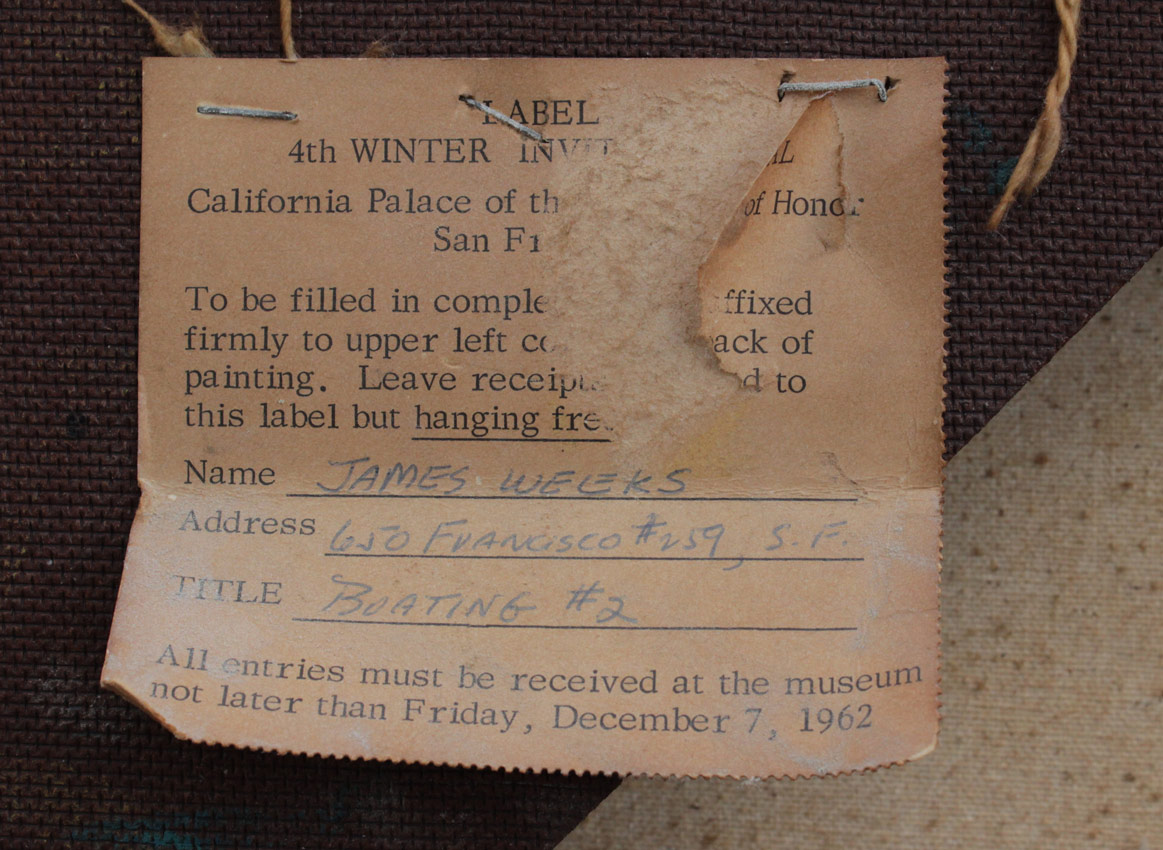 LABEL
4th WINTER
California Palace of of Honor
San
To be filled in
firmly to upper left of
painting. Leave to
this label but hanging
Name JAMES WEEKS
Address 650 FRANCISCO #259, S.F.
TITLE BOATING #2
All entries must be received at the museum
not later than Friday, December 7, 1962